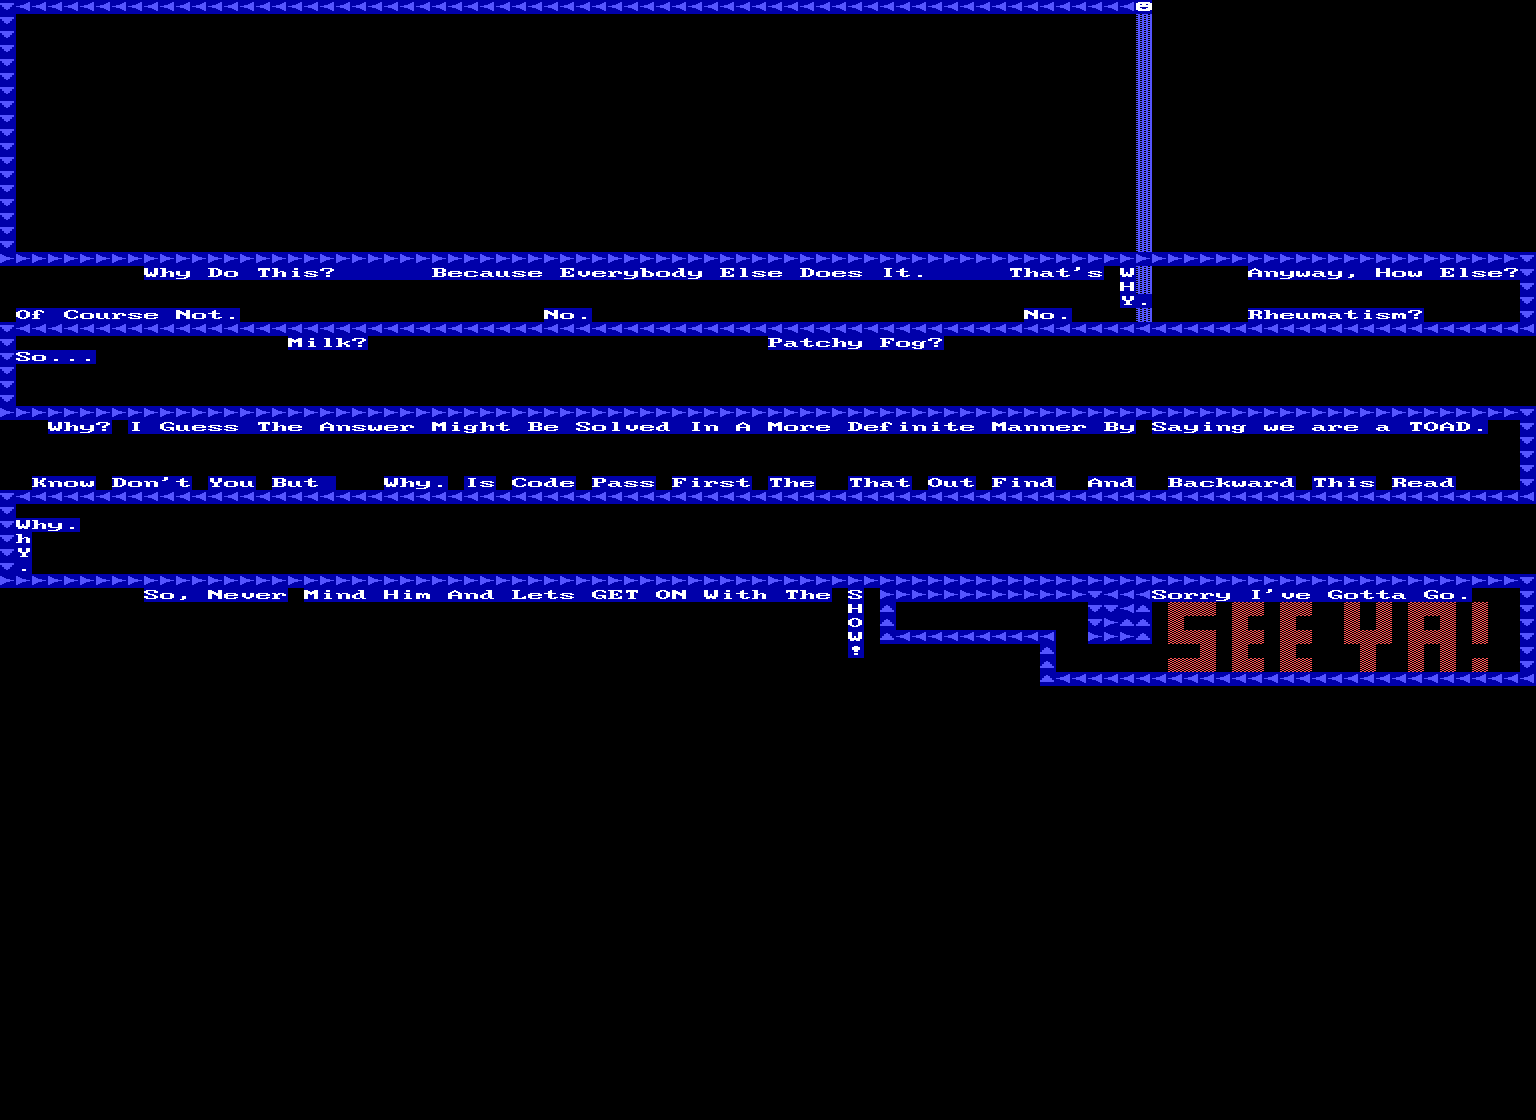 Why Do This? Because Everybody Else Does It. That's WHY. Anyway, How Else?
Of Course Not. No. No. Rheumatism?
Milk? Patchy Fog?
So...
Why? I Guess The Answer Might Be Solved In A More Definite Manner By Saying we are a TOAD.
Know Don't You But Why. Is Code Pass First The That Out Find And Backward This Read
Why.
hY.
So, Never Mind Him And Lets GET ON With The SHOW! Sorry I've Gotta Go.
SEE YA!